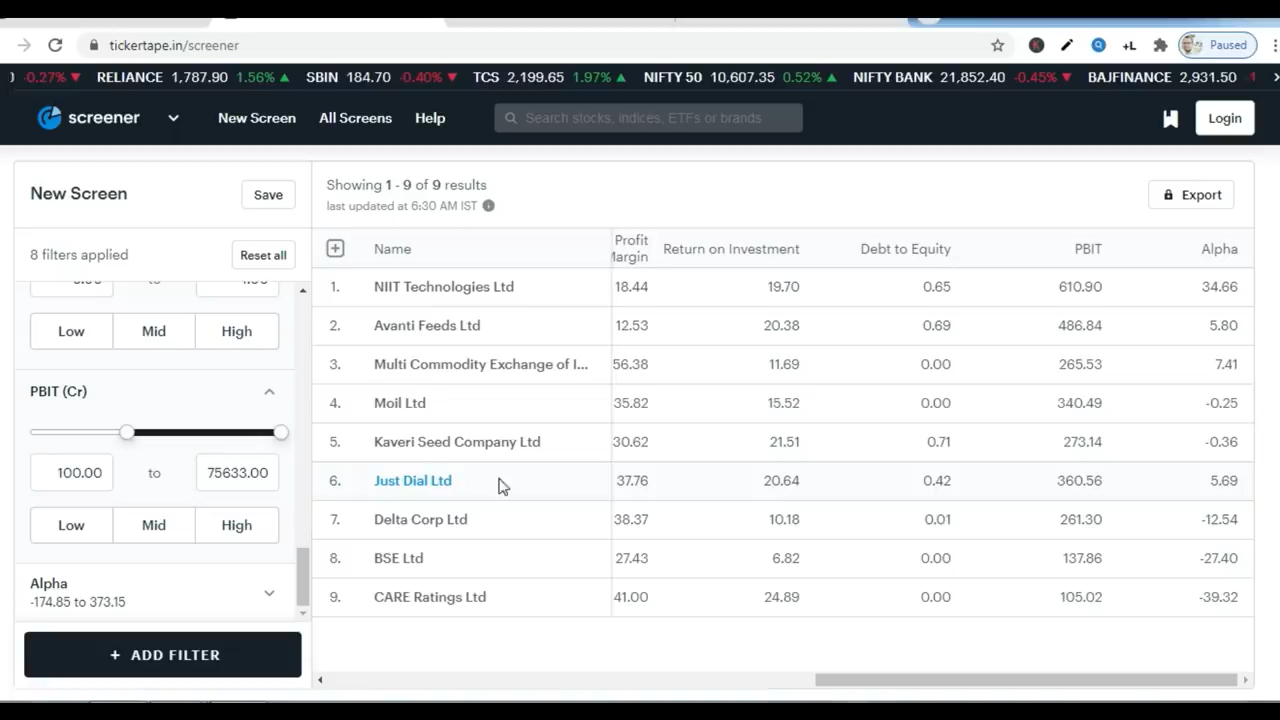 tickertape.in/screener
Paused
-0.27% ▼ RELIANCE 1,787.90 1.56% ▲ SBIN 184.70 -0.40% ▼ TCS 2,199.65 1.97% ▲ NIFTY 50 10,607.35 0.52% ▲ NIFTY BANK 21,852.40 -0.45% ▼ BAJFINANCE 2,931.50
screener New Screen All Screens Help Search stocks, indices, ETFs or brands Login
New Screen Save
Showing 1 - 9 of 9 results
last updated at 6:30 AM IST
Export
8 filters applied Reset all
Name Profit Margin Return on Investment Debt to Equity PBIT Alpha
1. NIIT Technologies Ltd 18.44 19.70 0.65 610.90 34.66
2. Avanti Feeds Ltd 12.53 20.38 0.69 486.84 5.80
3. Multi Commodity Exchange of I... 56.38 11.69 0.00 265.53 7.41
4. Moil Ltd 35.82 15.52 0.00 340.49 -0.25
5. Kaveri Seed Company Ltd 30.62 21.51 0.71 273.14 -0.36
6. Just Dial Ltd 37.76 20.64 0.42 360.56 5.69
7. Delta Corp Ltd 38.37 10.18 0.01 261.30 -12.54
8. BSE Ltd 27.43 6.82 0.00 137.86 -27.40
9. CARE Ratings Ltd 41.00 24.89 0.00 105.02 -39.32
to
Low Mid High
PBIT (Cr)
100.00 to 75633.00
Low Mid High
Alpha
-174.85 to 373.15
+ ADD FILTER